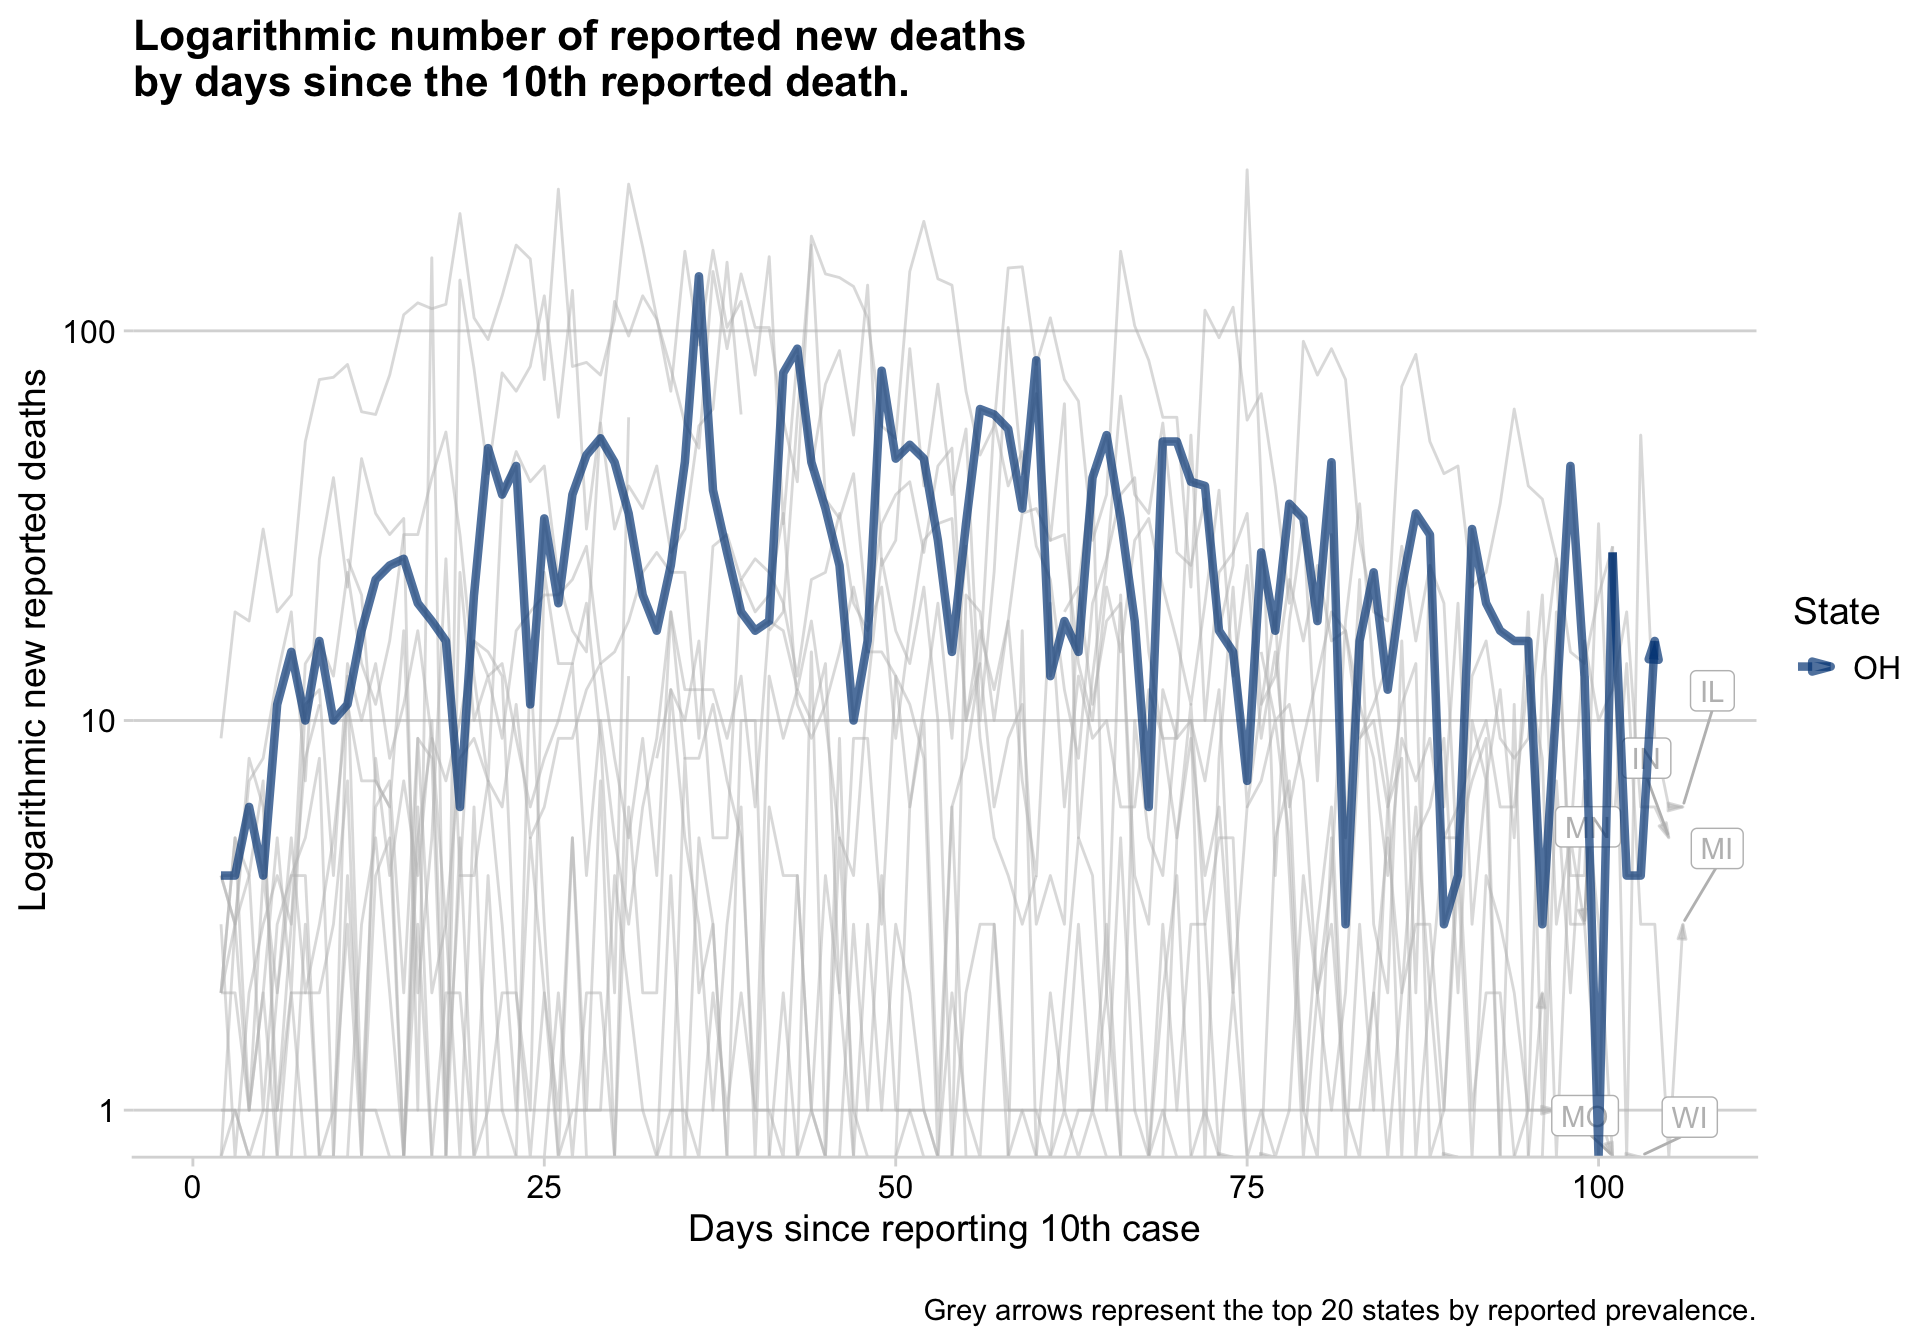 Logarithmic number of reported new deaths
by days since the 10th reported death.
Logarithmic new reported deaths
100
10
1
0
25
50
75
100
Days since reporting 10th case
IL
IN
MN
MI
MO
WI
State
OH
Grey arrows represent the top 20 states by reported prevalence.